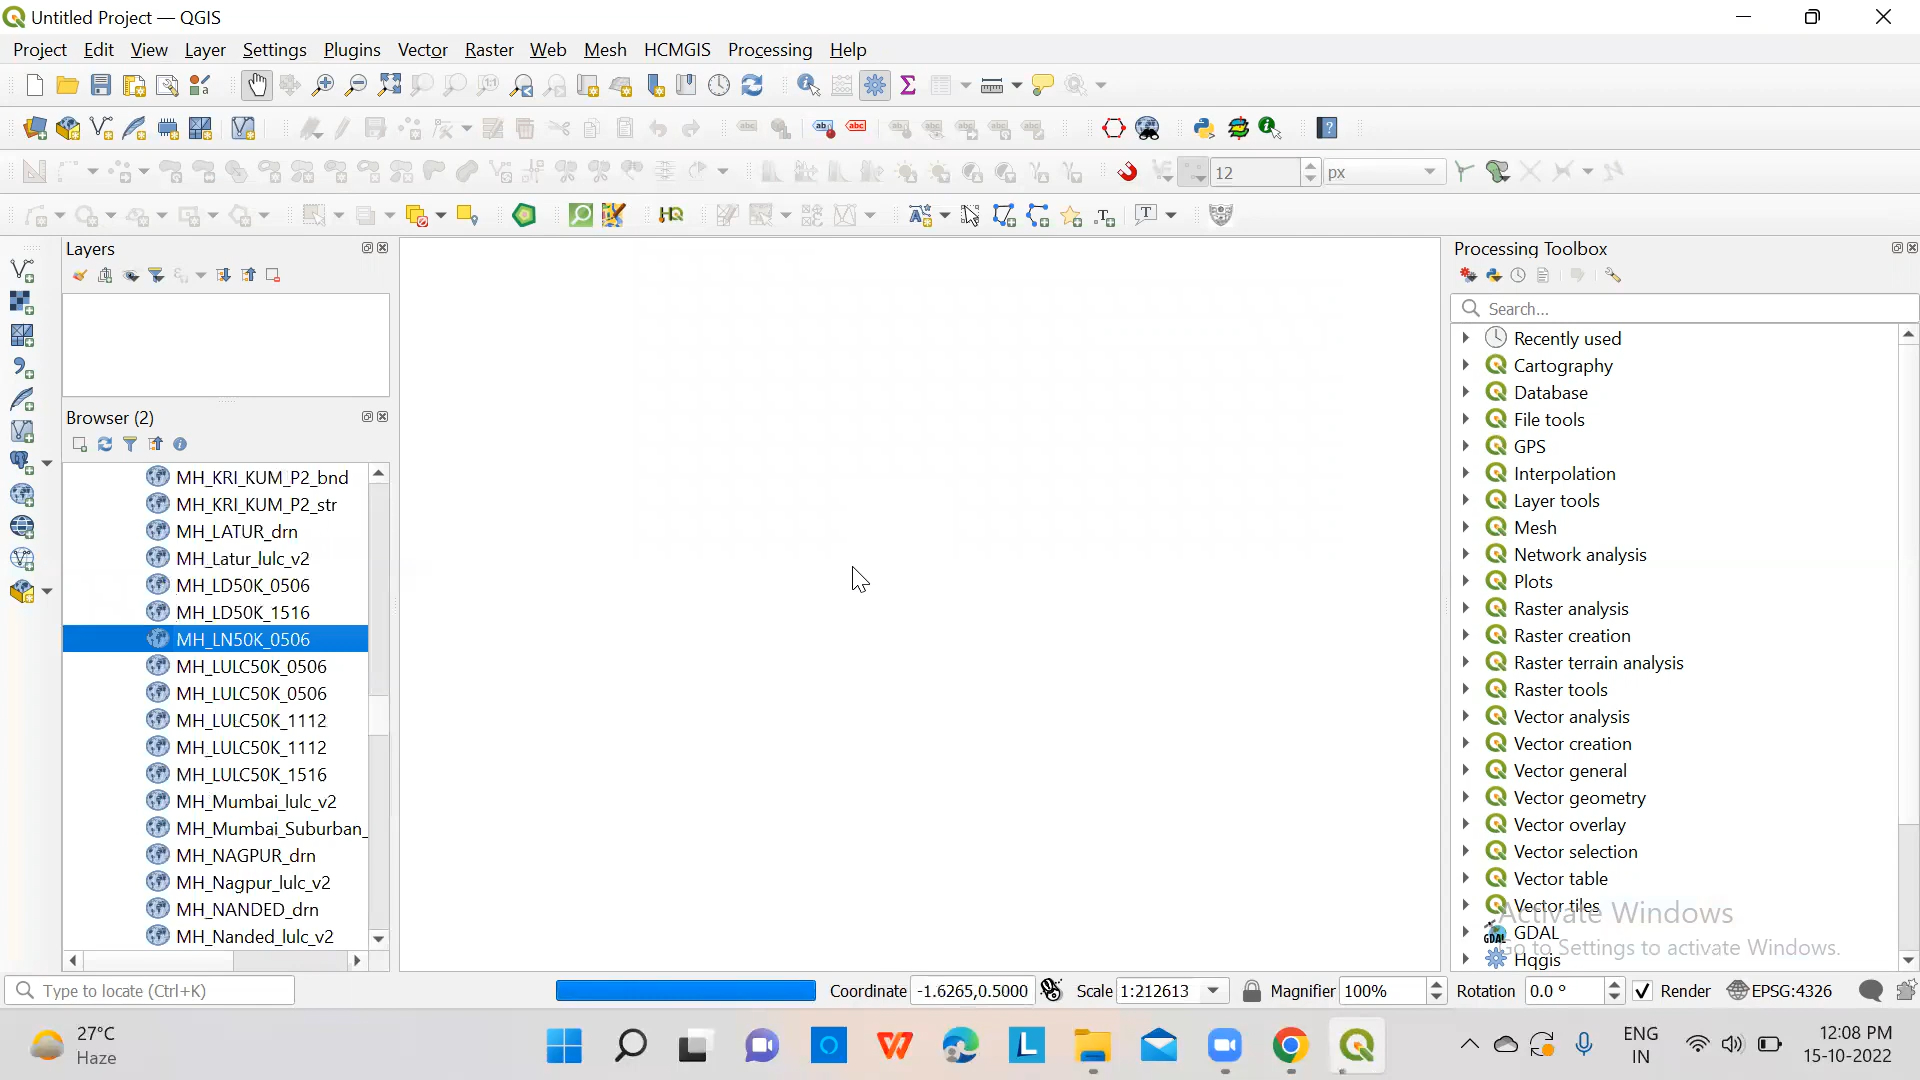 Untitled Project — QGIS
Project Edit View Layer Settings Plugins Vector Raster Web Mesh HCMGIS Processing Help
12 px
Layers
Browser (2)
MH_KRI_KUM_P2_bnd
MH_KRI_KUM_P2_str
MH_LATUR_drn
MH_Latur_lulc_v2
MH_LD50K_0506
MH_LD50K_1516
MH_LN50K_0506
MH_LULC50K_0506
MH_LULC50K_0506
MH_LULC50K_1112
MH_LULC50K_1112
MH_LULC50K_1516
MH_Mumbai_lulc_v2
MH_Mumbai_Suburban_
MH_NAGPUR_drn
MH_Nagpur_lulc_v2
MH_NANDED_drn
MH_Nanded_lulc_v2
Processing Toolbox
Search...
Recently used
Cartography
Database
File tools
GPS
Interpolation
Layer tools
Mesh
Network analysis
Plots
Raster analysis
Raster creation
Raster terrain analysis
Raster tools
Vector analysis
Vector creation
Vector general
Vector geometry
Vector overlay
Vector selection
Vector table
Vector tiles
GDAL
Hqgis
Activate Windows
Go to Settings to activate Windows.
Type to locate (Ctrl+K)
Coordinate -1.6265,0.5000 Scale 1:212613 Magnifier 100% Rotation 0.0 ° Render EPSG:4326
27°C
Haze
ENG
IN
12:08 PM
15-10-2022